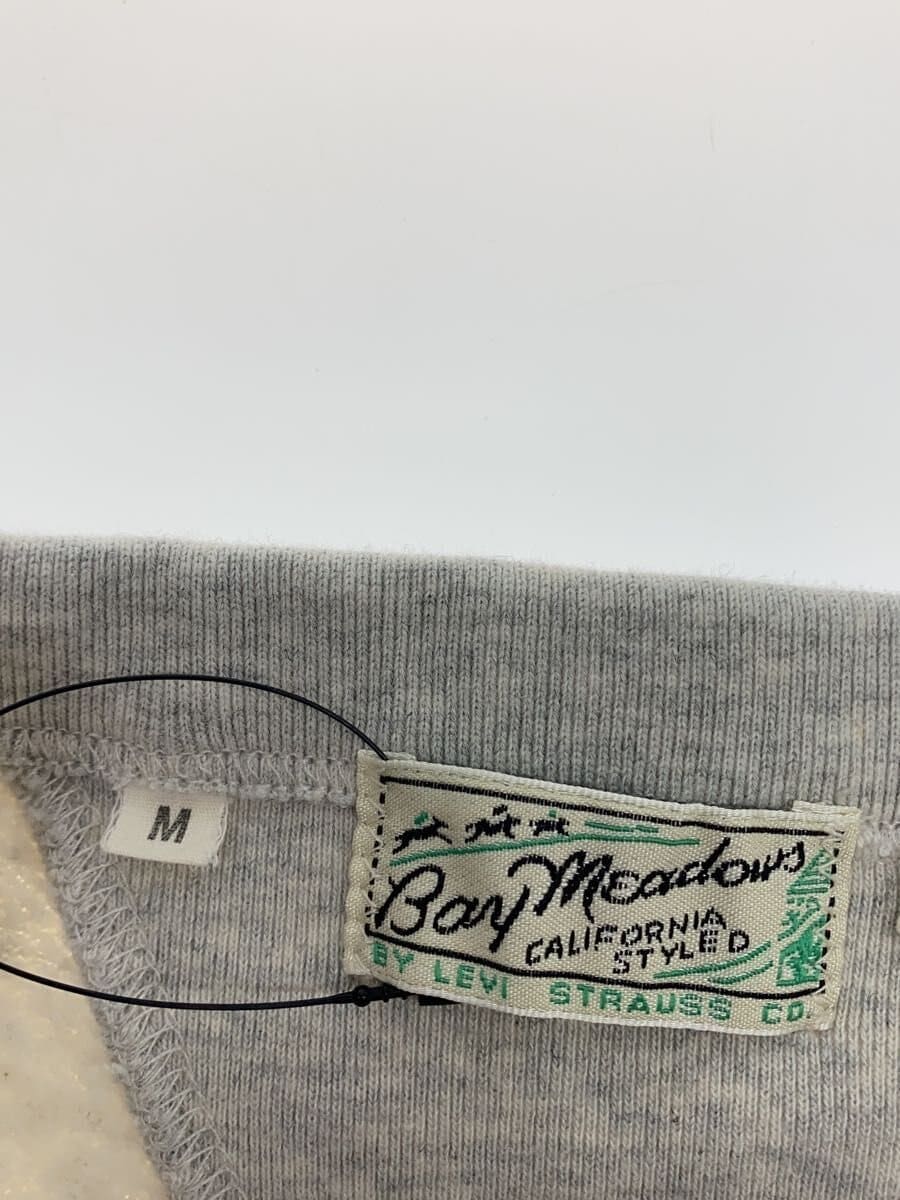 M
Bay Meadows
CALIFORNIA
STYLED
BY LEVI STRAUSS CO.